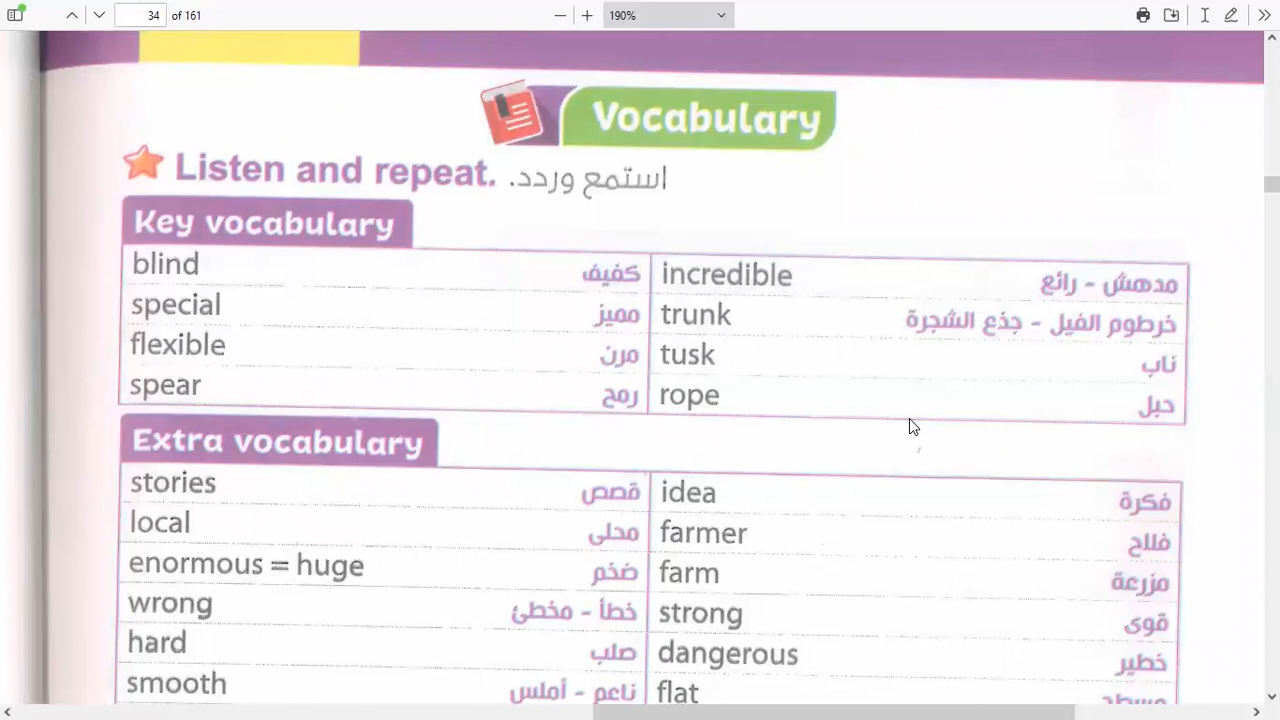 34 of 161
190%
Vocabulary
Listen and repeat. استمع وردد.
Key vocabulary
blind كفيف
incredible مدهش - رائع
special مميز
trunk خرطوم الفيل - جذع الشجرة
flexible مرن
tusk ناب
spear رمح
rope حبل
Extra vocabulary
stories قصص
idea فكرة
local محلى
farmer فلاح
enormous = huge ضخم
farm مزرعة
wrong خطأ - مخطئ
strong قوى
hard صلب
dangerous خطير
smooth ناعم - أملس
flat مسطح